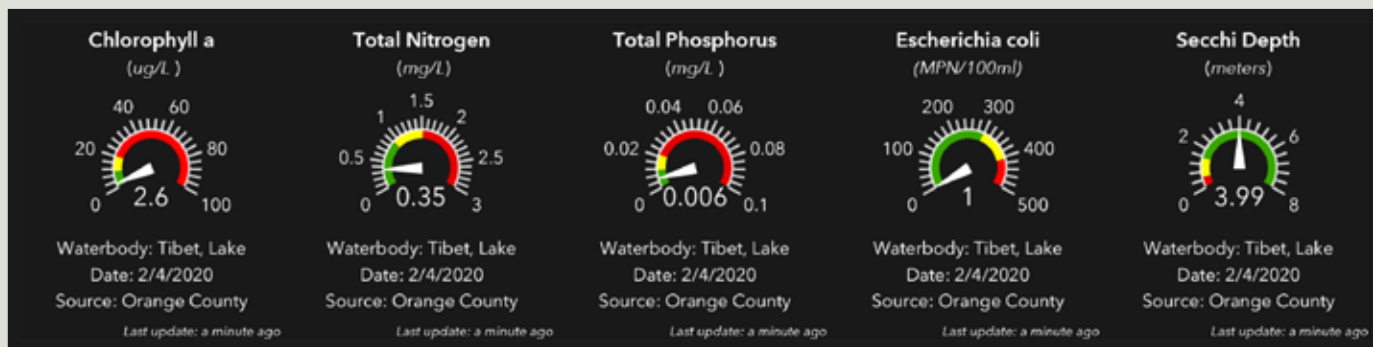 Chlorophyll a
(ug/L )
0
20
40
60
80
100
2.6
Waterbody: Tibet, Lake
Date: 2/4/2020
Source: Orange County
Last update: a minute ago
Total Nitrogen
(mg/L)
0
0.5
1
1.5
2
2.5
3
0.35
Waterbody: Tibet, Lake
Date: 2/4/2020
Source: Orange County
Last update: a minute ago
Total Phosphorus
(mg/L )
0
0.02
0.04
0.06
0.08
0.1
0.006
Waterbody: Tibet, Lake
Date: 2/4/2020
Source: Orange County
Last update: a minute ago
Escherichia coli
(MPN/100ml)
0
100
200
300
400
500
1
Waterbody: Tibet, Lake
Date: 2/4/2020
Source: Orange County
Last update: a minute ago
Secchi Depth
(meters)
0
2
4
6
8
3.99
Waterbody: Tibet, Lake
Date: 2/4/2020
Source: Orange County
Last update: a minute ago